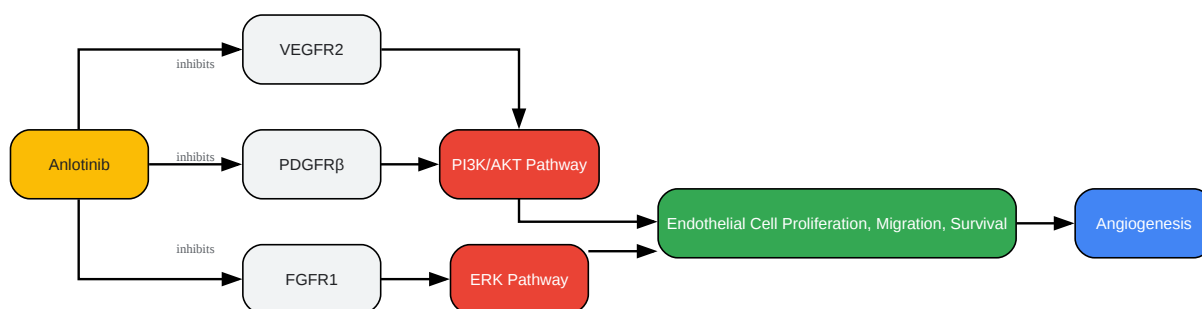 VEGFR2
inhibits
Anlotinib
inhibits
PDGFRβ
PI3K/AKT Pathway
Endothelial Cell Proliferation, Migration, Survival
Angiogenesis
inhibits
FGFR1
ERK Pathway